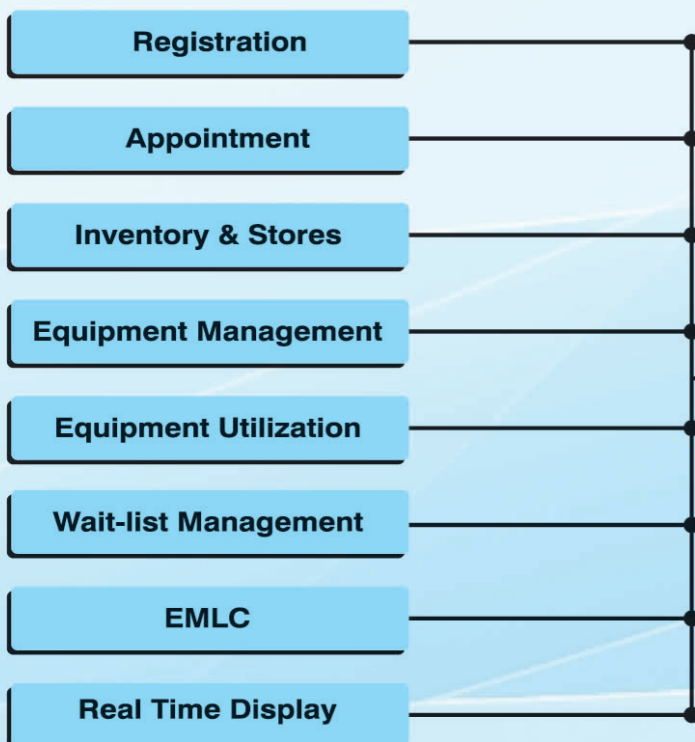 Registration
Appointment
Inventory & Stores
Equipment Management
Equipment Utilization
Wait-list Management
EMLC
Real Time Display